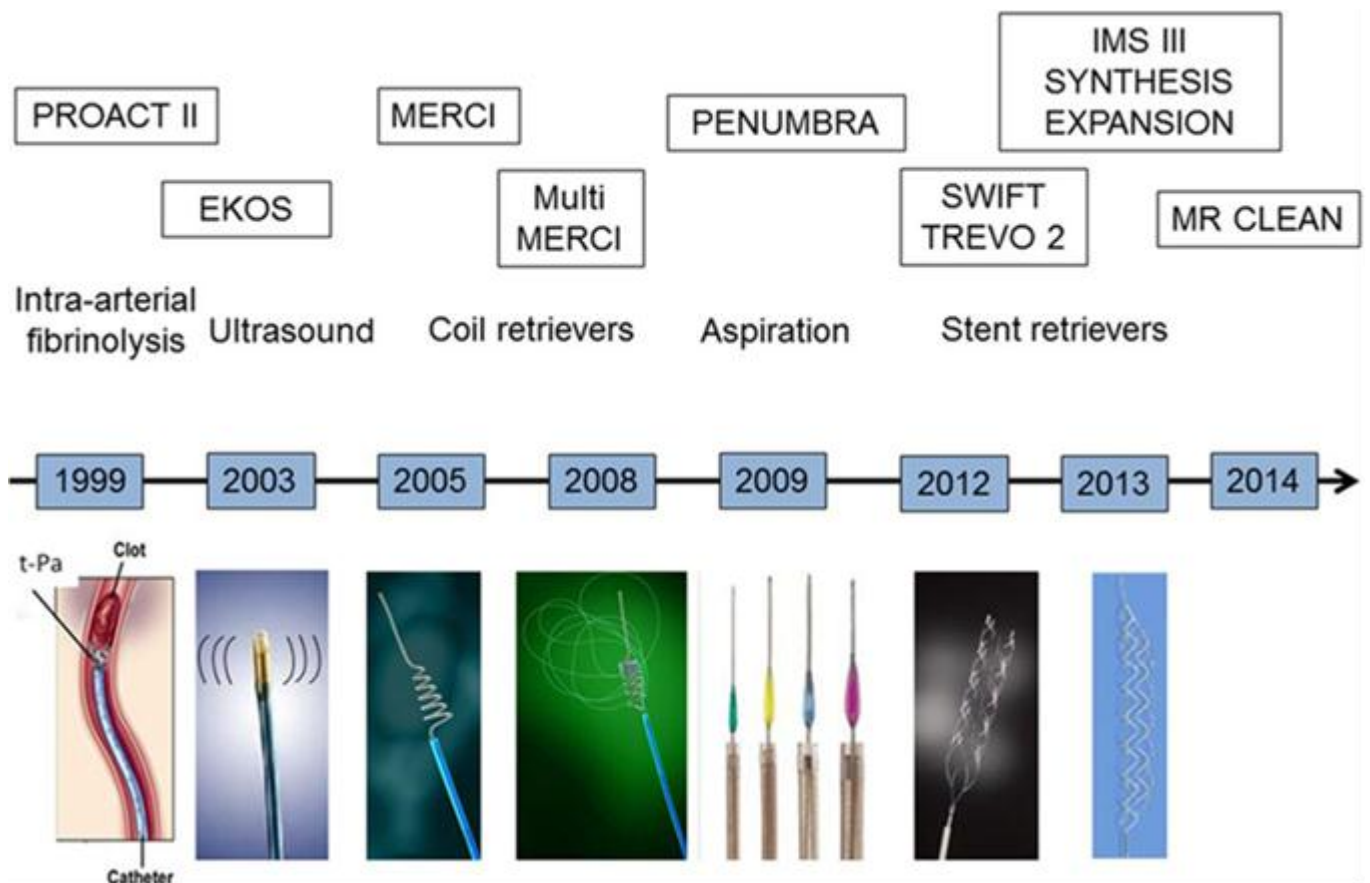 PROACT II
EKOS
MERCI
Multi
MERCI
PENUMBRA
SWIFT
TREVO 2
IMS III
SYNTHESIS
EXPANSION
MR CLEAN
Intra-arterial
fibrinolysis
Ultrasound
Coil retrievers
Aspiration
Stent retrievers
1999
2003
2005
2008
2009
2012
2013
2014
t-Pa
Clot
Catheter